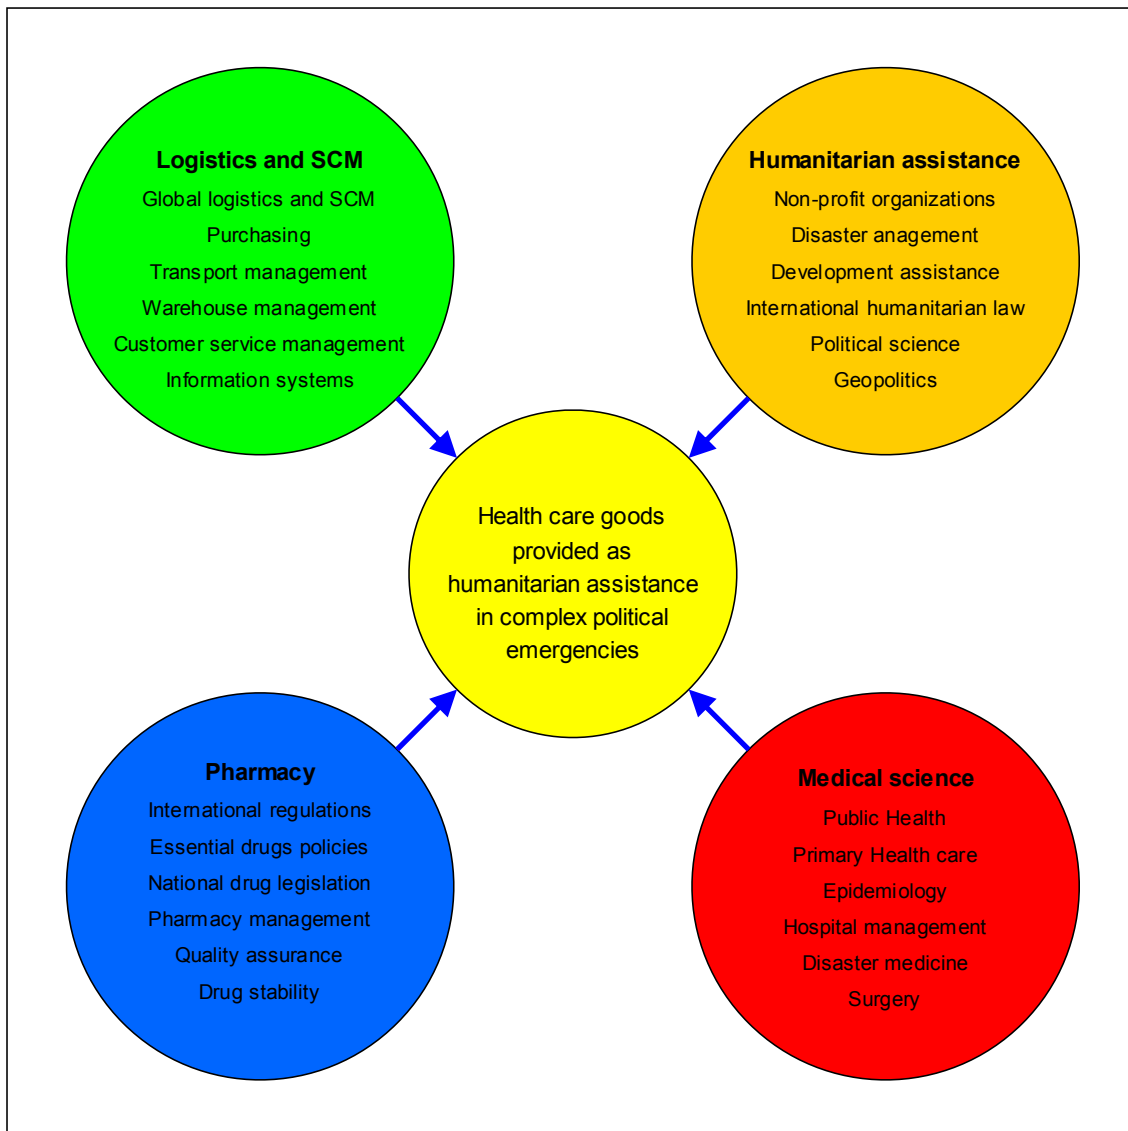 Logistics and SCM
Global logistics and SCM
Purchasing
Transport management
Warehouse management
Customer service management
Information systems
Humanitarian assistance
Non-profit organizations
Disaster anagement
Development assistance
International humanitarian law
Political science
Geopolitics
Health care goods
provided as
humanitarian assistance
in complex political
emergencies
Pharmacy
International regulations
Essential drugs policies
National drug legislation
Pharmacy management
Quality assurance
Drug stability
Medical science
Public Health
Primary Health care
Epidemiology
Hospital management
Disaster medicine
Surgery